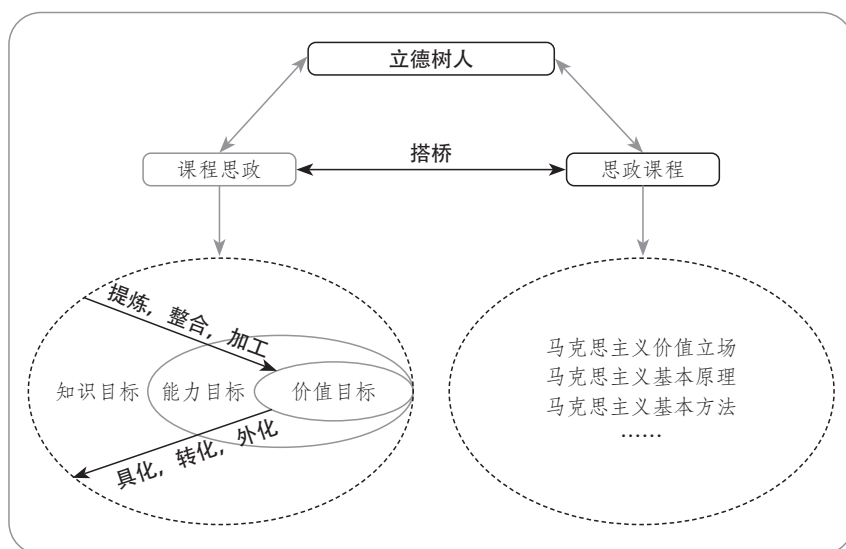 立德树人
搭桥
课程思政
思政课程
提炼，整合，加工
知识目标
能力目标
价值目标
具化，转化，外化
马克思主义价值立场
马克思主义基本原理
马克思主义基本方法
……